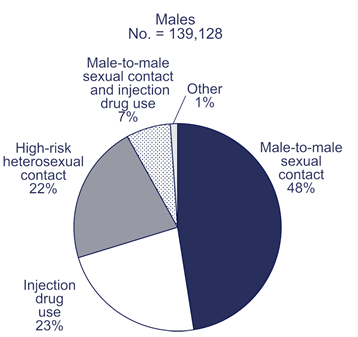 Males
No. = 139,128
Male-to-male
sexual contact
and injection
drug use
7%
Other
1%
High-risk
heterosexual
contact
22%
Male-to-male
sexual
contact
48%
Injection
drug
use
23%